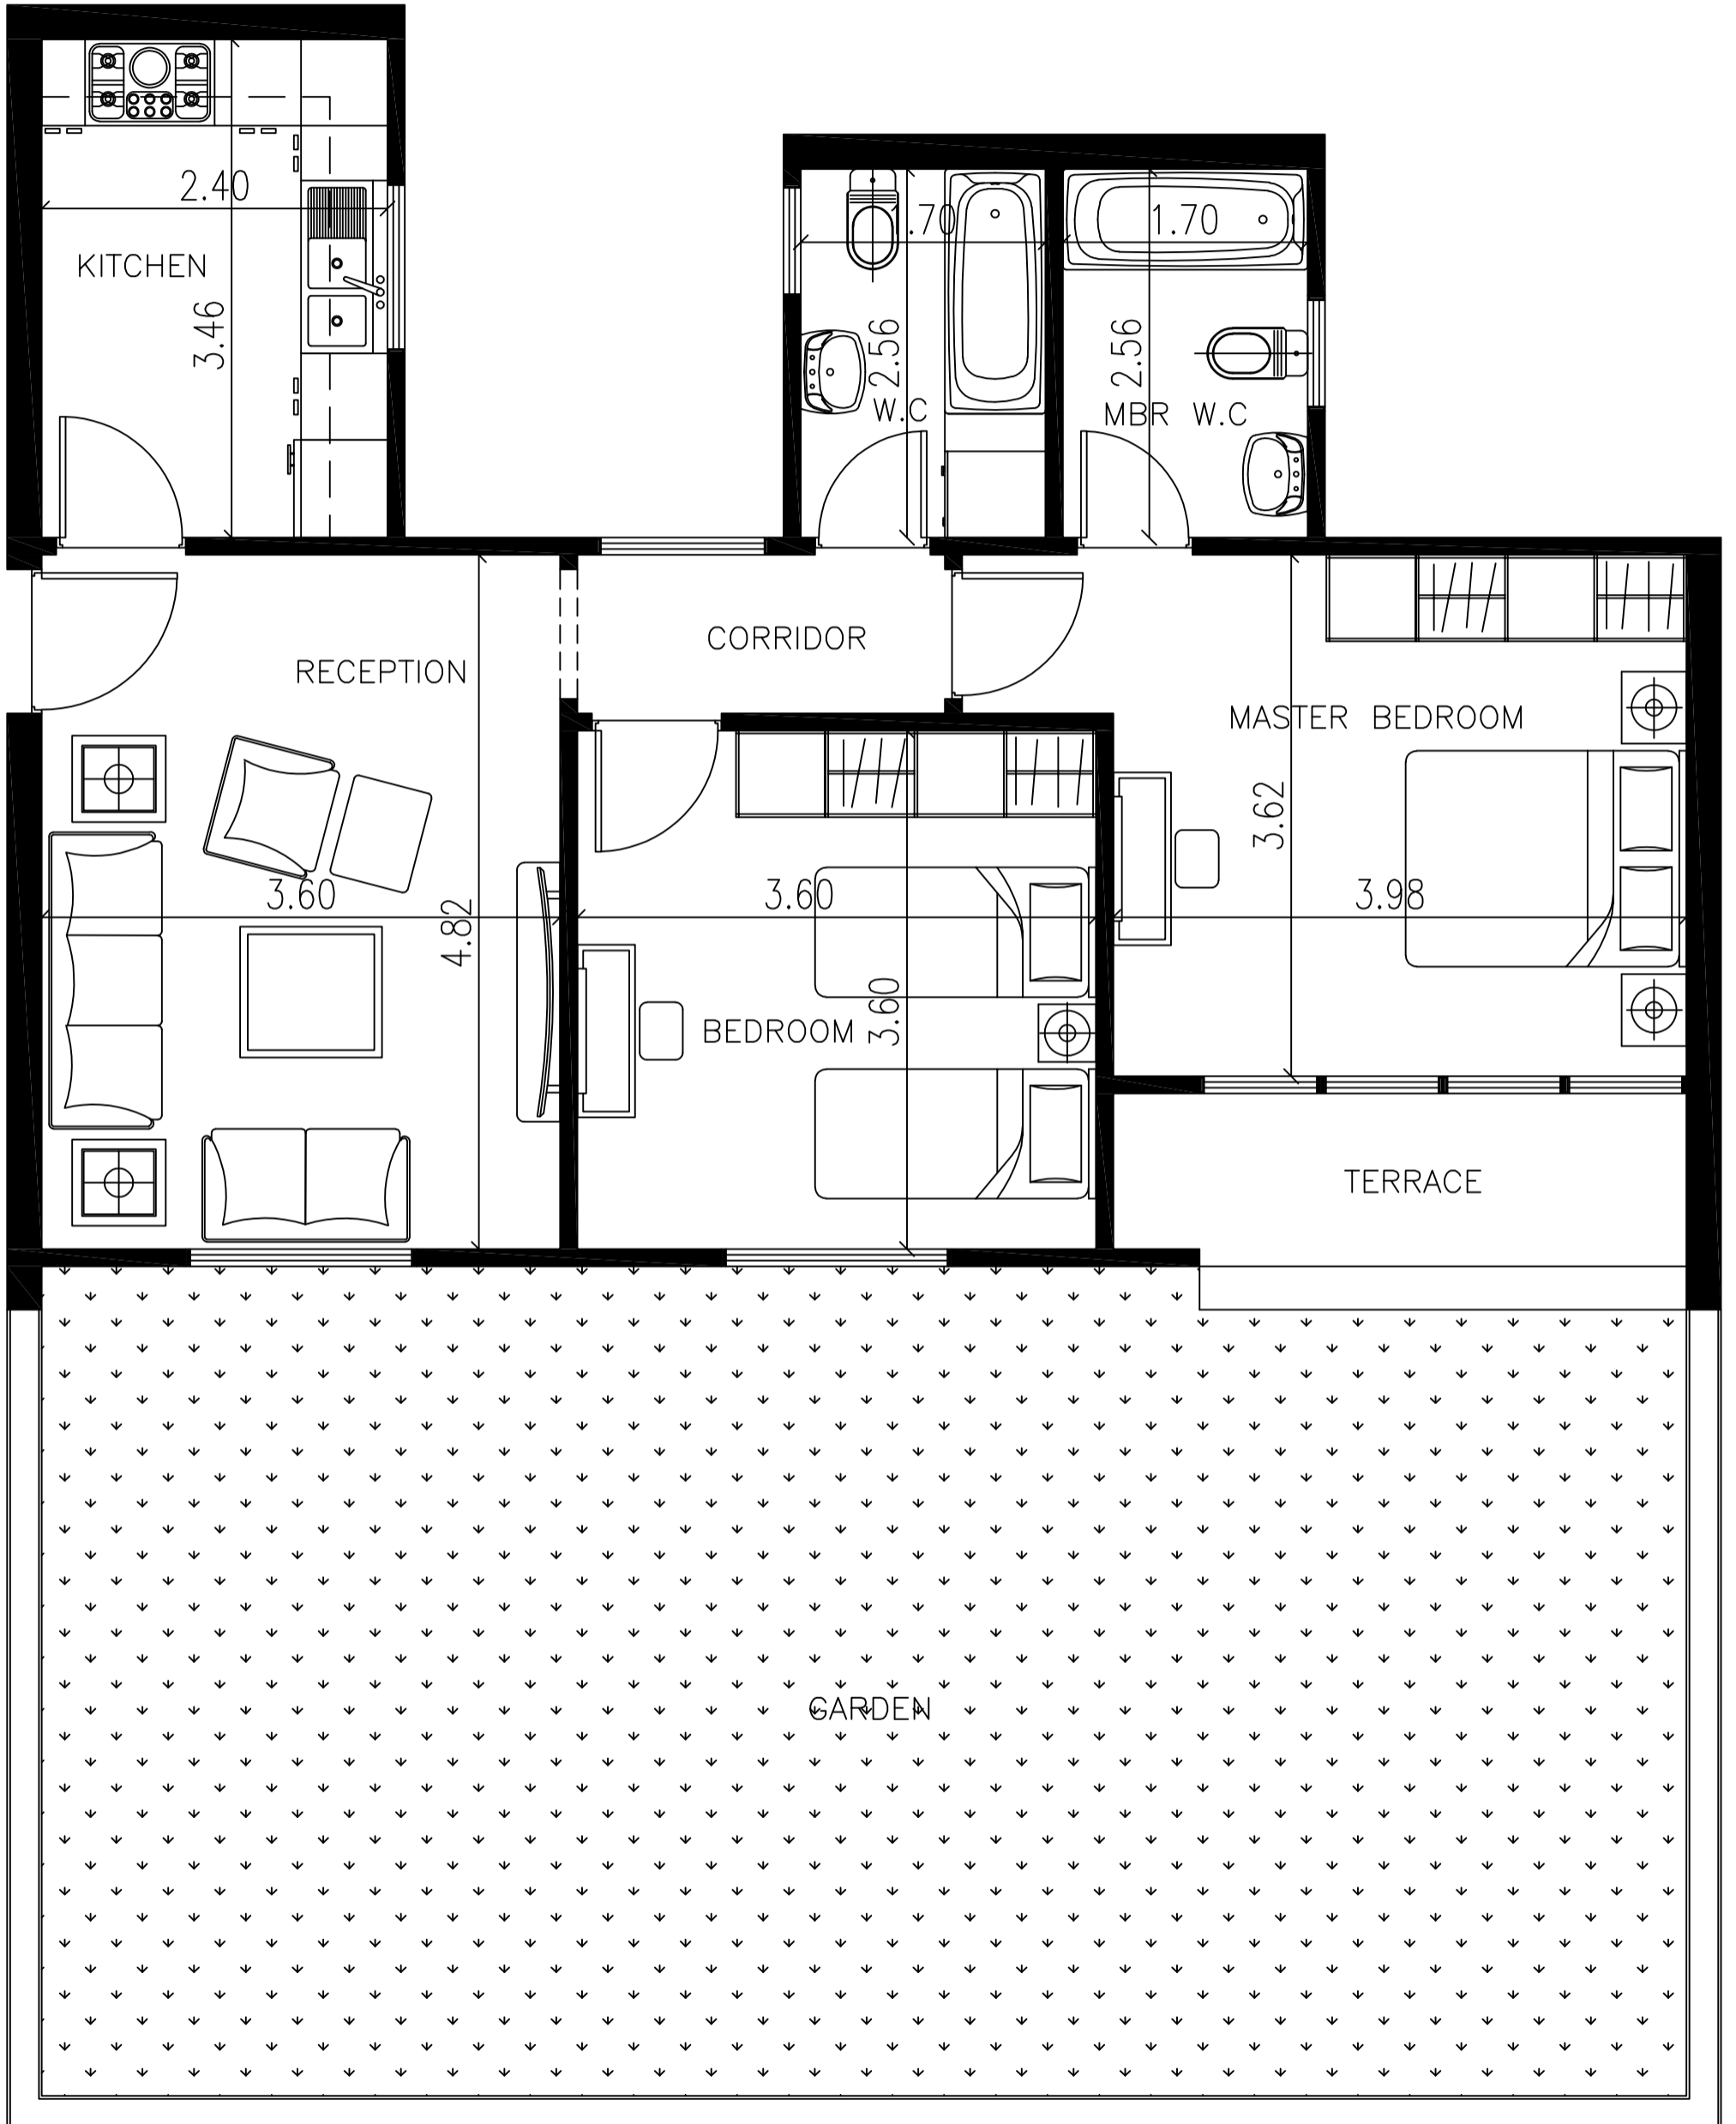 2.40
KITCHEN
3.46
1.70
1.70
2.56
2.56
W.C
MBR W.C
CORRIDOR
RECEPTION
MASTER BEDROOM
3.62
3.60
4.82
3.60
3.98
3.60
BEDROOM
TERRACE
GARDEN